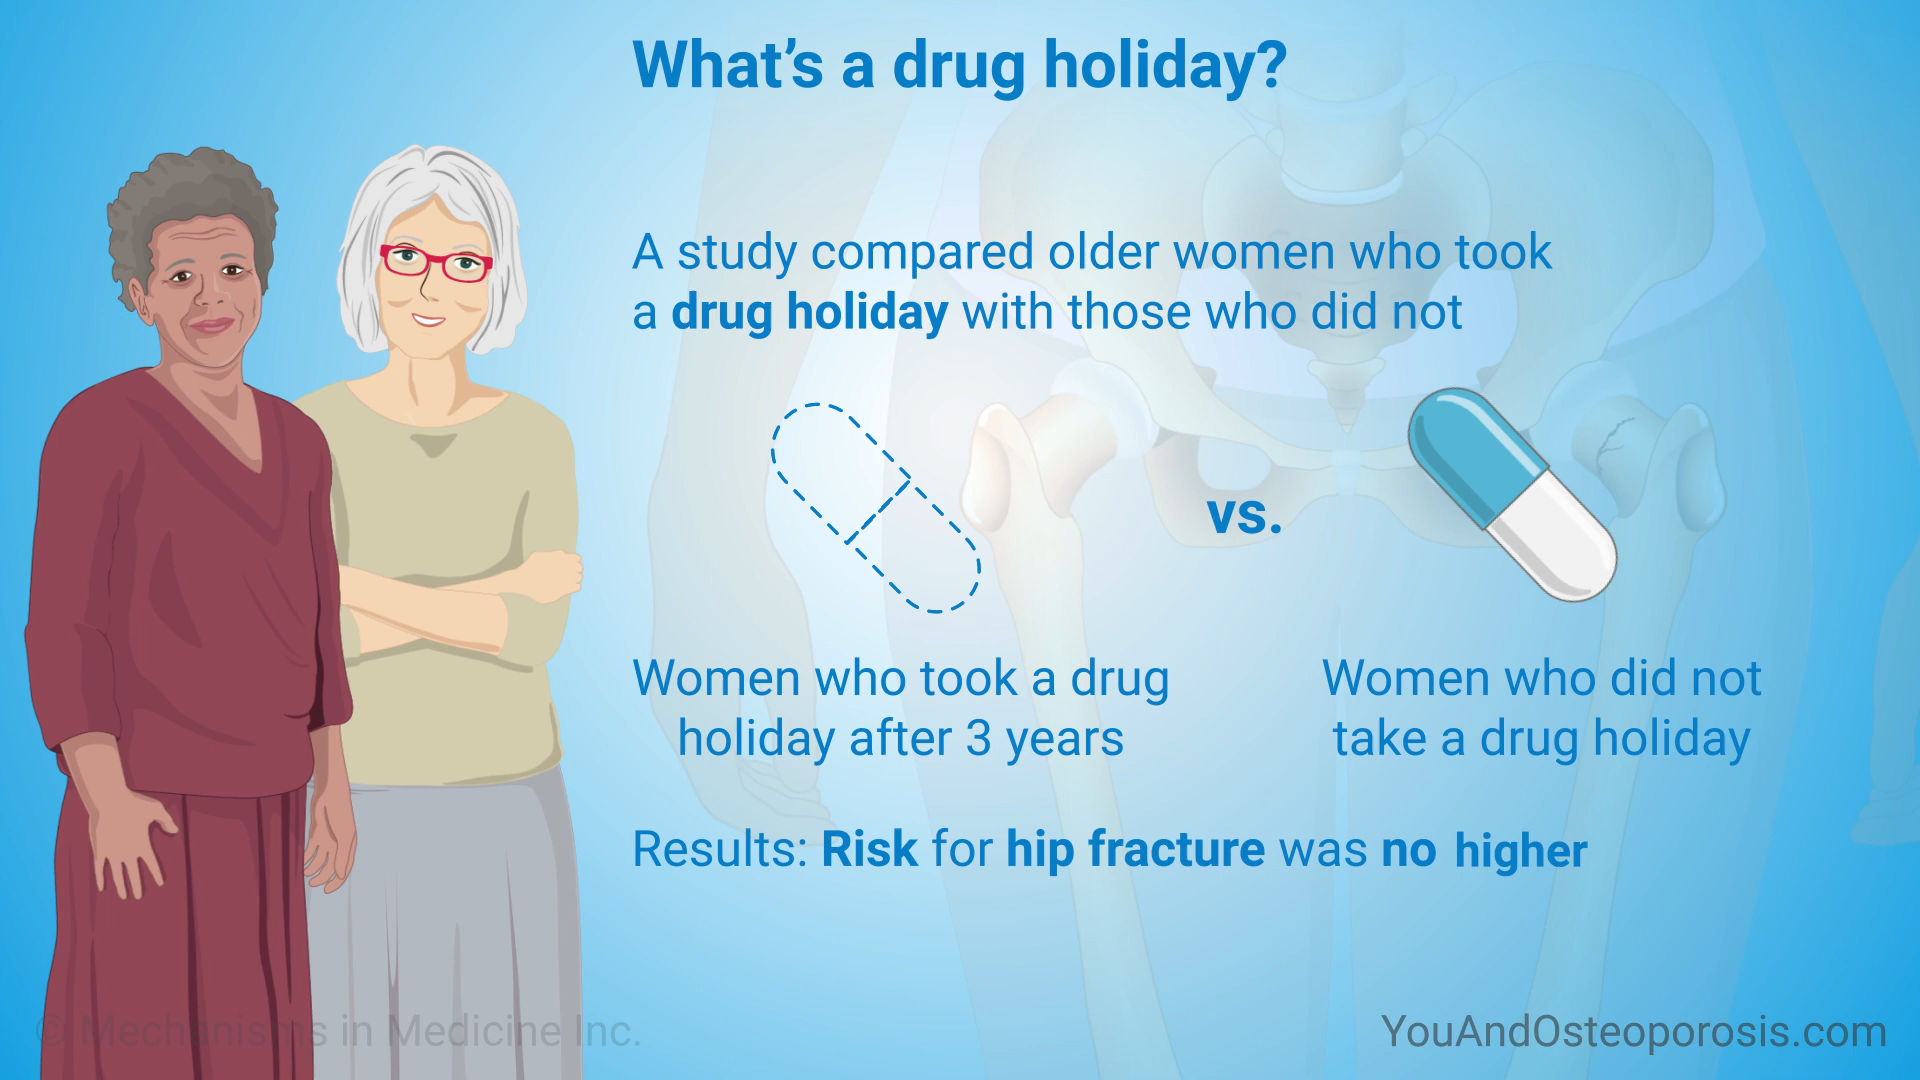 What's a drug holiday?
A study compared older women who took
a drug holiday with those who did not
vs.
Women who took a drug
holiday after 3 years
Women who did not
take a drug holiday
Results: Risk for hip fracture was no higher
© Mechanisms in Medicine Inc.
YouAndOsteoporosis.com